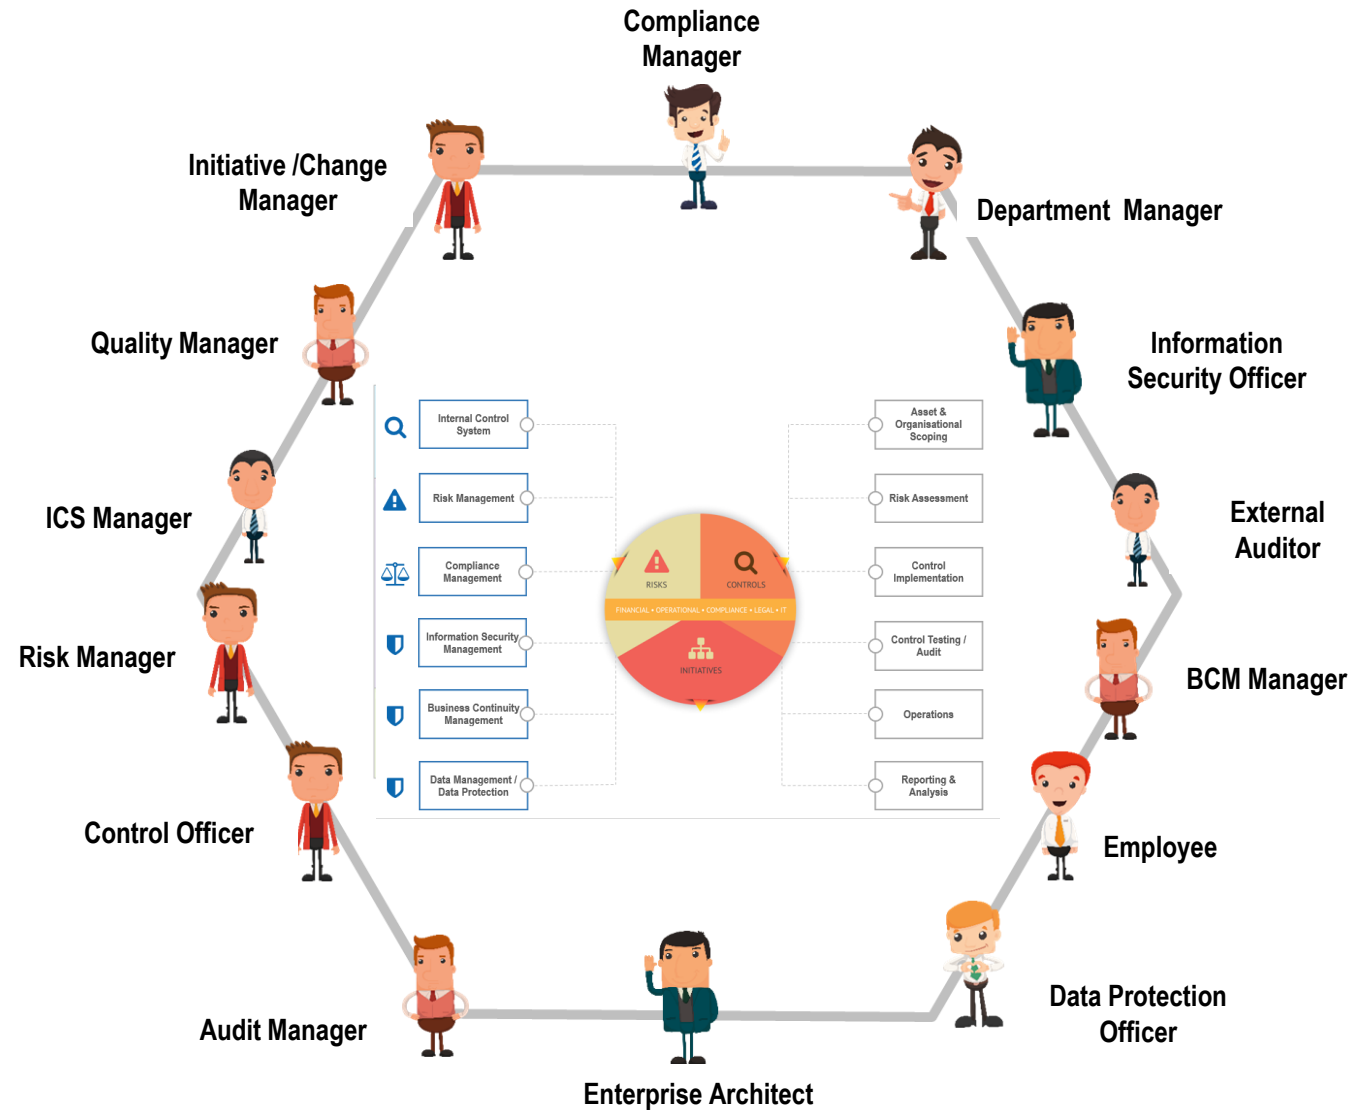 Compliance
Manager
Initiative /Change
Manager
Department  Manager
Quality Manager
Information
Security Officer
ICS Manager
External
Auditor
Risk Manager
BCM Manager
Control Officer
Employee
Audit Manager
Data Protection
Officer
Enterprise Architect
Internal Control
System
Risk Management
Compliance
Management
Information Security
Management
Business Continuity
Management
Data Management /
Data Protection
RISKS
CONTROLS
FINANCIAL • OPERATIONAL • COMPLIANCE • LEGAL • IT
INITIATIVES
Asset &
Organisational
Scoping
Risk Assessment
Control
Implementation
Control Testing /
Audit
Operations
Reporting &
Analysis